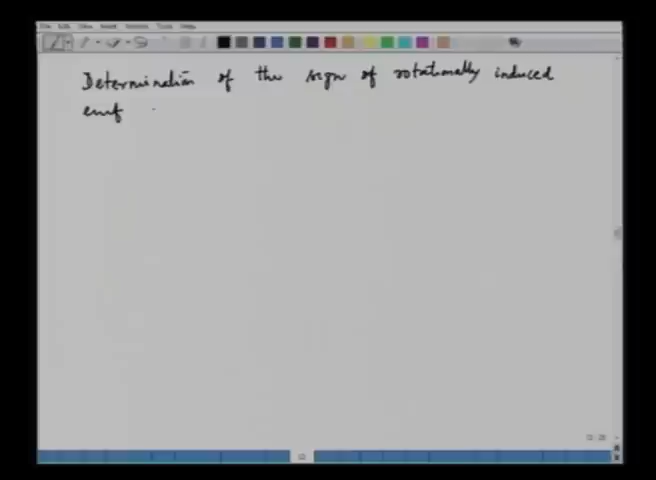 Determination of the sign of rotationally induced
emf